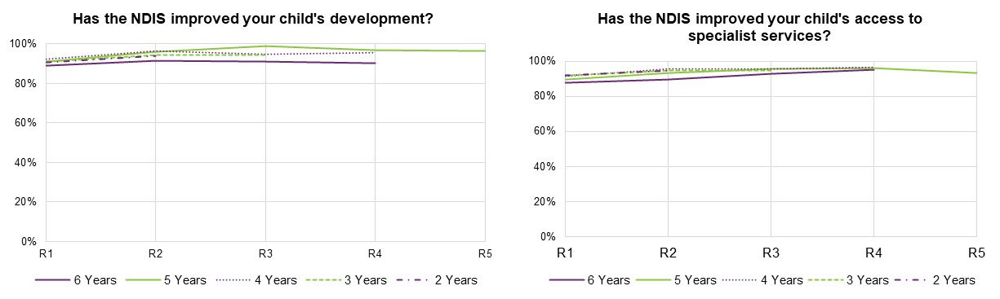 Has the NDIS improved your child's development?
100%
80%
60%
40%
20%
0%
R1 R2 R3 R4 R5
6 Years 5 Years 4 Years 3 Years 2 Years
Has the NDIS improved your child's access to
specialist services?
100%
80%
60%
40%
20%
0%
R1 R2 R3 R4 R5
6 Years 5 Years 4 Years 3 Years 2 Years